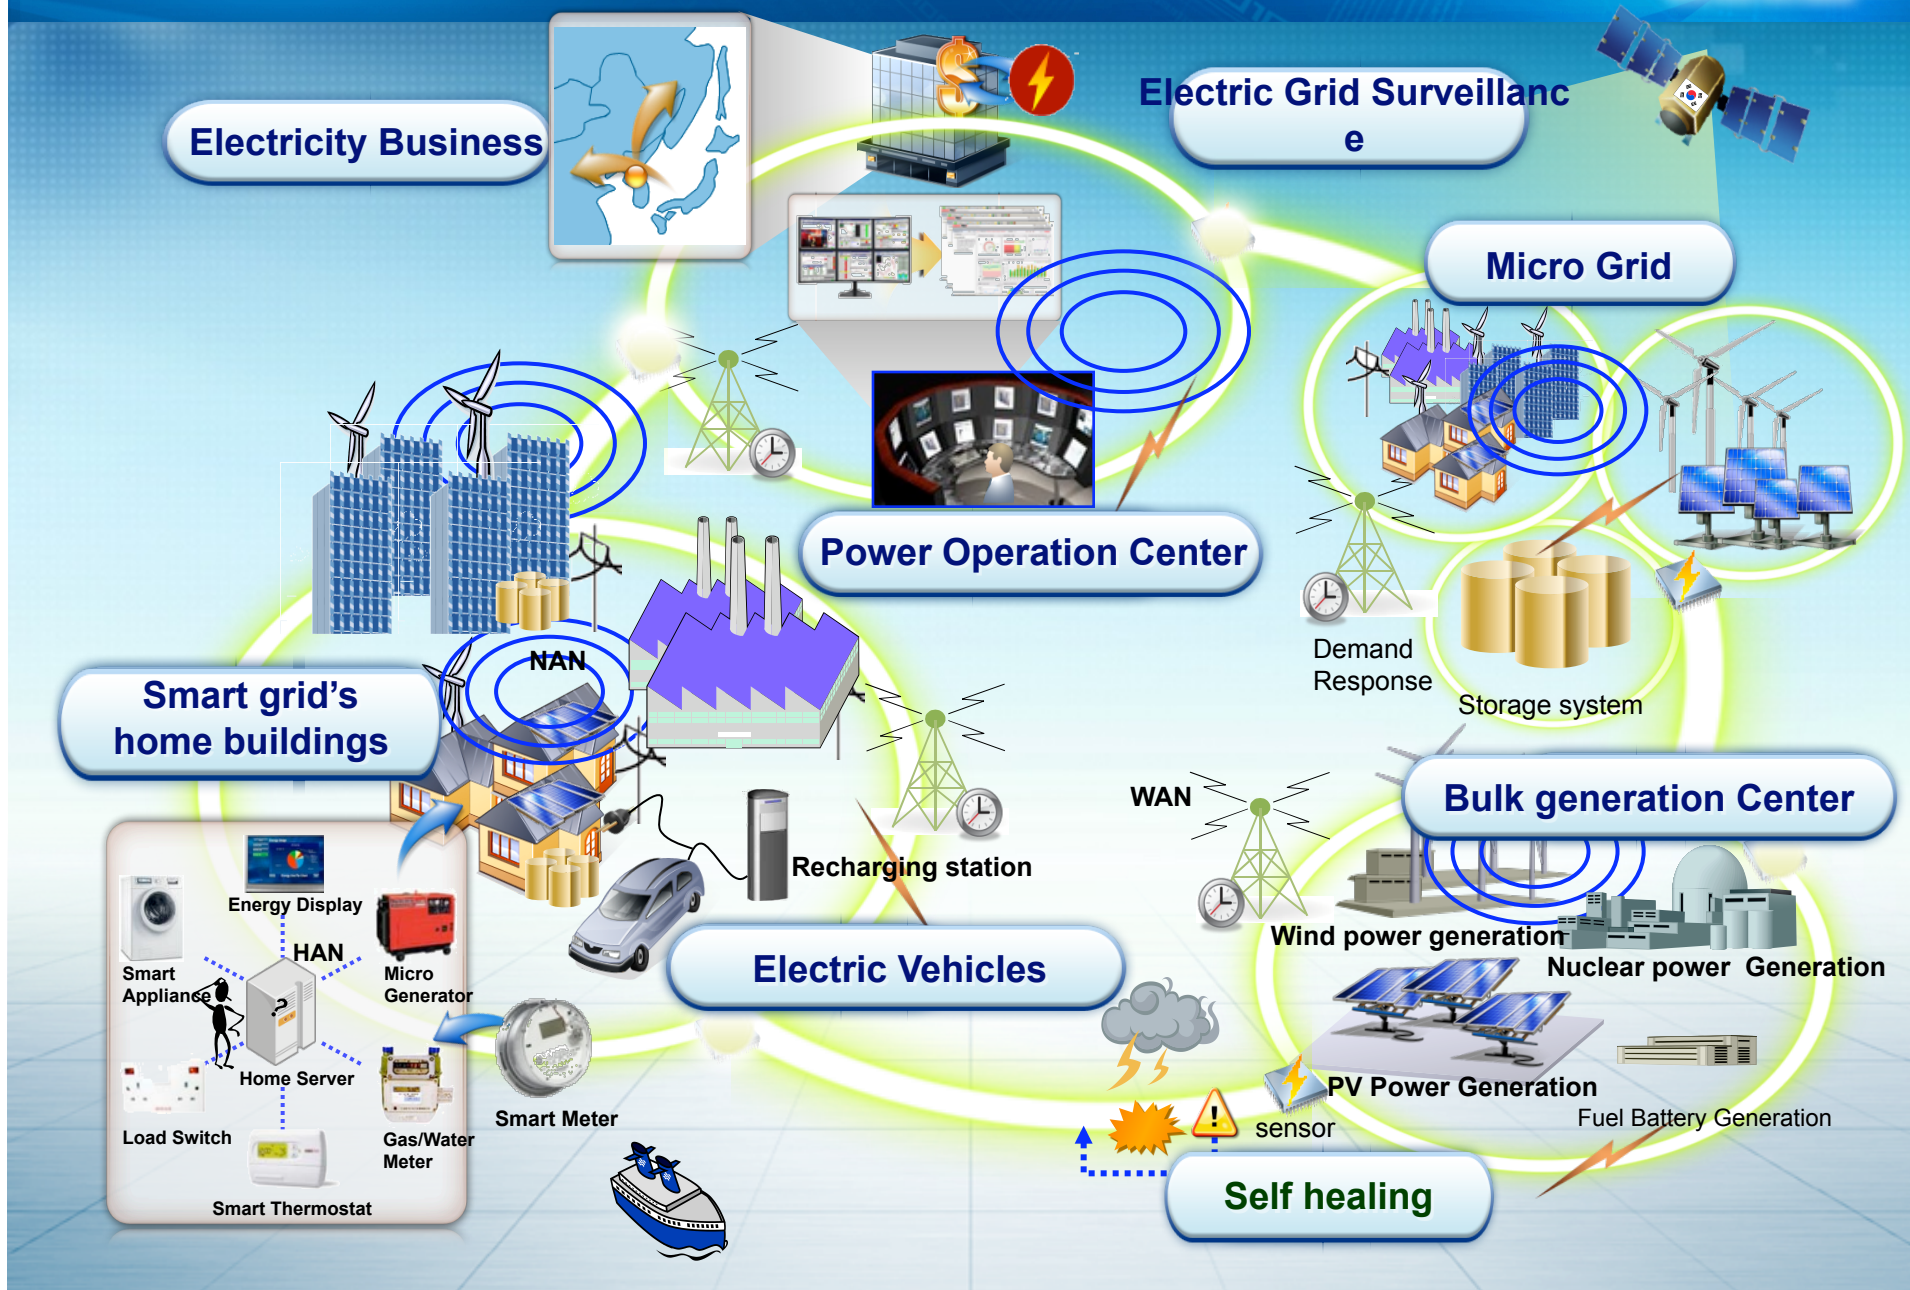 Electricity Business
Electric Grid Surveillanc
e
Micro Grid
Power Operation Center
NAN
Smart grid’s
home buildings
Demand
Response
Storage system
WAN
Bulk generation Center
Recharging station
Wind power generation
Nuclear power Generation
Energy Display
HAN
Smart
Appliance
Micro
Generator
Electric Vehicles
Home Server
PV Power Generation
Load Switch
Gas/Water
Meter
Smart Meter
!
sensor
Fuel Battery Generation
Smart Thermostat
Self healing